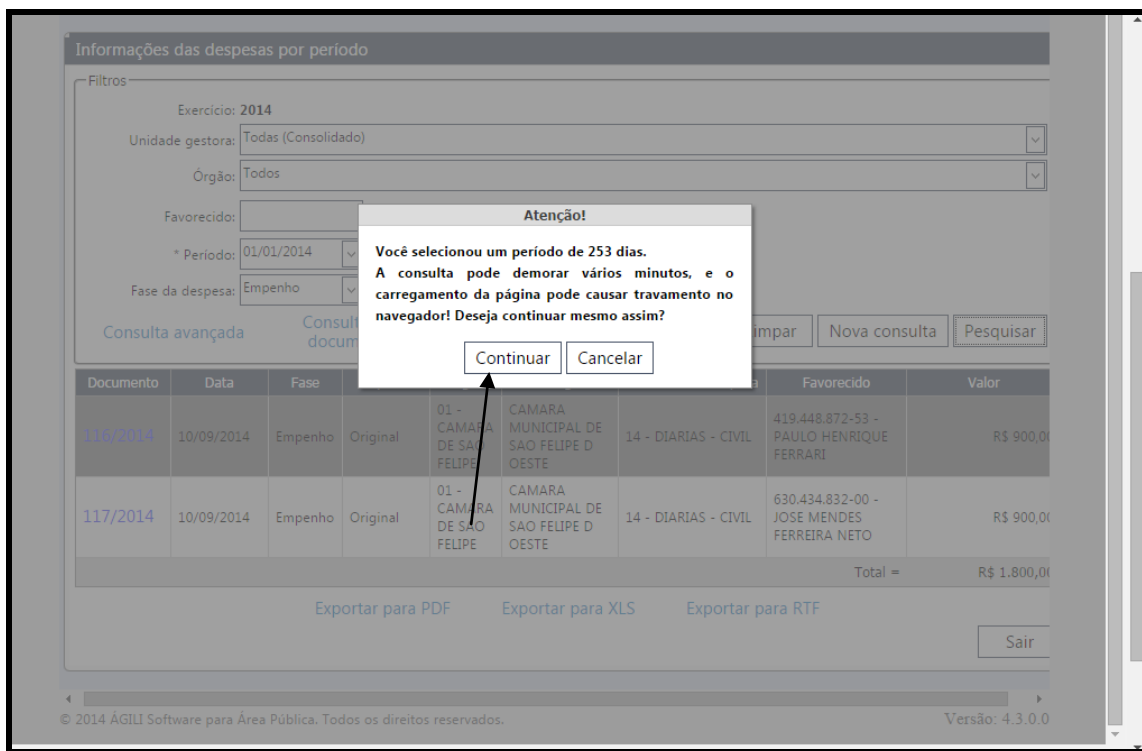 Informações das despesas por período
Filtros
Exercício: 2014
Unidade gestora: Todas (Consolidado)
Órgão: Todos
Favorecido:
* Período: 01/01/2014
Fase da despesa: Empenho
Atenção!
Você selecionou um período de 253 dias.
A consulta pode demorar vários minutos, e o
carregamento da página pode causar travamento no
navegador! Deseja continuar mesmo assim?
Continuar Cancelar
Consulta avançada Nova consulta Pesquisar
Documento Data Fase Favorecido Valor
116/2014 10/09/2014 Empenho Original 01 - CAMARA DE SAO FELIPE CAMARA MUNICIPAL DE SAO FELIPE D OESTE 14 - DIARIAS - CIVIL 419.448.872-53 - PAULO HENRIQUE FERRARI R$ 900,00
117/2014 10/09/2014 Empenho Original 01 - CAMARA DE SAO FELIPE CAMARA MUNICIPAL DE SAO FELIPE D OESTE 14 - DIARIAS - CIVIL 630.434.832-00 - JOSE MENDES FERREIRA NETO R$ 900,00
Total = R$ 1.800,00
Exportar para PDF Exportar para XLS Exportar para RTF
Sair
© 2014 ÁGILI Software para Área Pública. Todos os direitos reservados. Versão: 4.3.0.0